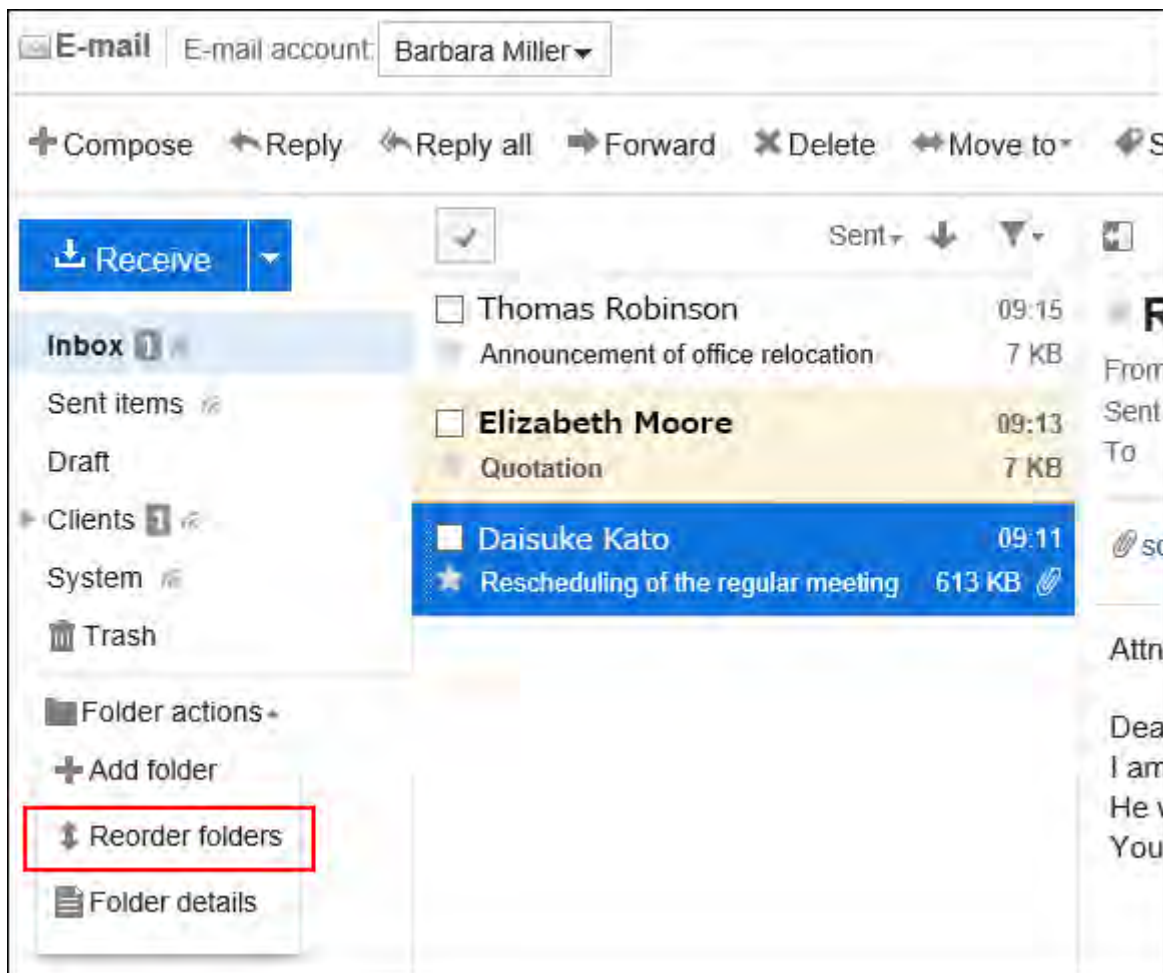 E-mail E-mail account: Barbara Miller
Compose Reply Reply all Forward Delete Move to S
Receive
Sent
Inbox 1
Sent items
Draft
Clients 1
System
Trash
Folder actions
Add folder
Reorder folders
Folder details
Thomas Robinson 09:15
Announcement of office relocation 7 KB
Elizabeth Moore 09:13
Quotation 7 KB
Daisuke Kato 09:11
Rescheduling of the regular meeting 613 KB
R
From
Sent
To
sc
Attn
Dea
I am
He
You